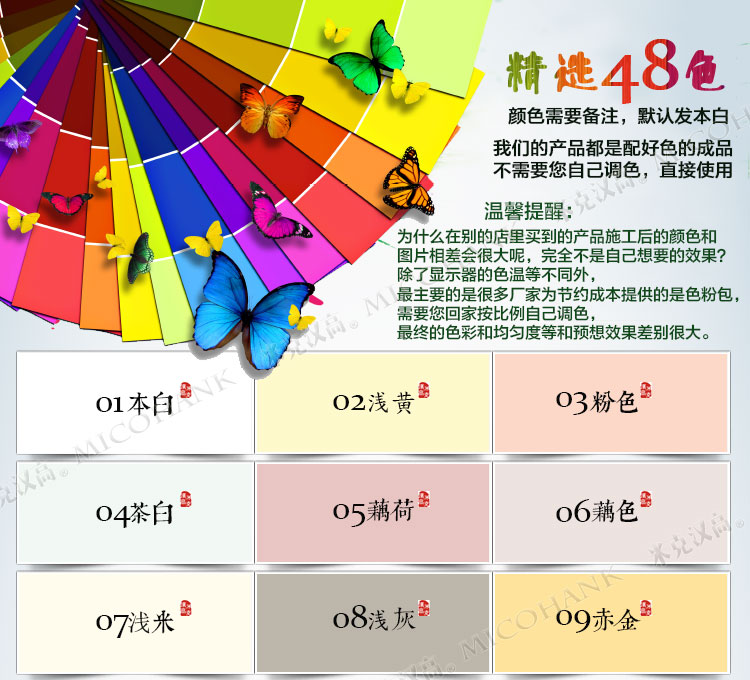 精选48色
颜色需要备注，默认发本白
我们的产品都是配好色的成品
不需要您自己调色，直接使用
温馨提醒：
为什么在别的店里买到的产品施工后的颜色和
图片相差会很大呢，完全不是自己想要的效果？
除了显示器的色温等不同外，
最主要的是很多厂家为节约成本提供的是色粉包，
需要您回家按比例自己调色，
最终的色彩和均匀度等和预想效果差别很大。
01本白
02浅黄
03粉色
04茶白
05藕荷
06藕色
07浅米
08浅灰
09赤金
米克汉高® MICOHANK